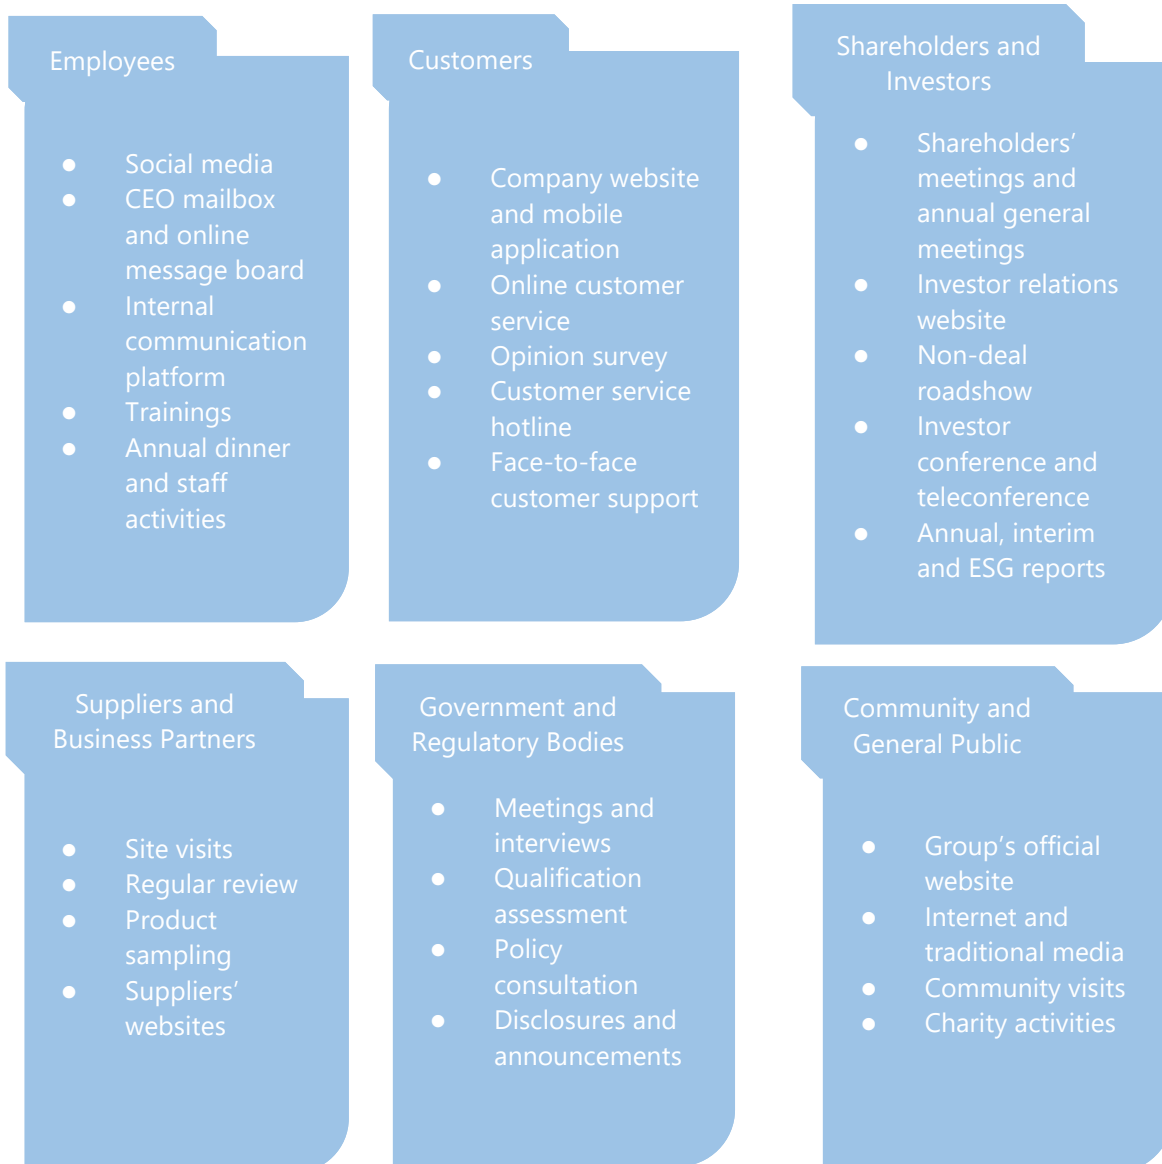 Employees
● Social media
● CEO mailbox
and online
message board
● Internal
communication
platform
● Trainings
● Annual dinner
and staff
activities
Customers
● Company website
and mobile
application
● Online customer
service
● Opinion survey
● Customer service
hotline
● Face-to-face
customer support
Shareholders and
Investors
● Shareholders’
meetings and
annual general
meetings
● Investor relations
website
● Non-deal
roadshow
● Investor
conference and
teleconference
● Annual, interim
and ESG reports
Suppliers and
Business Partners
● Site visits
● Regular review
● Product
sampling
● Suppliers’
websites
Government and
Regulatory Bodies
● Meetings and
interviews
● Qualification
assessment
● Policy
consultation
● Disclosures and
announcements
Community and
General Public
● Group’s official
website
● Internet and
traditional media
● Community visits
● Charity activities